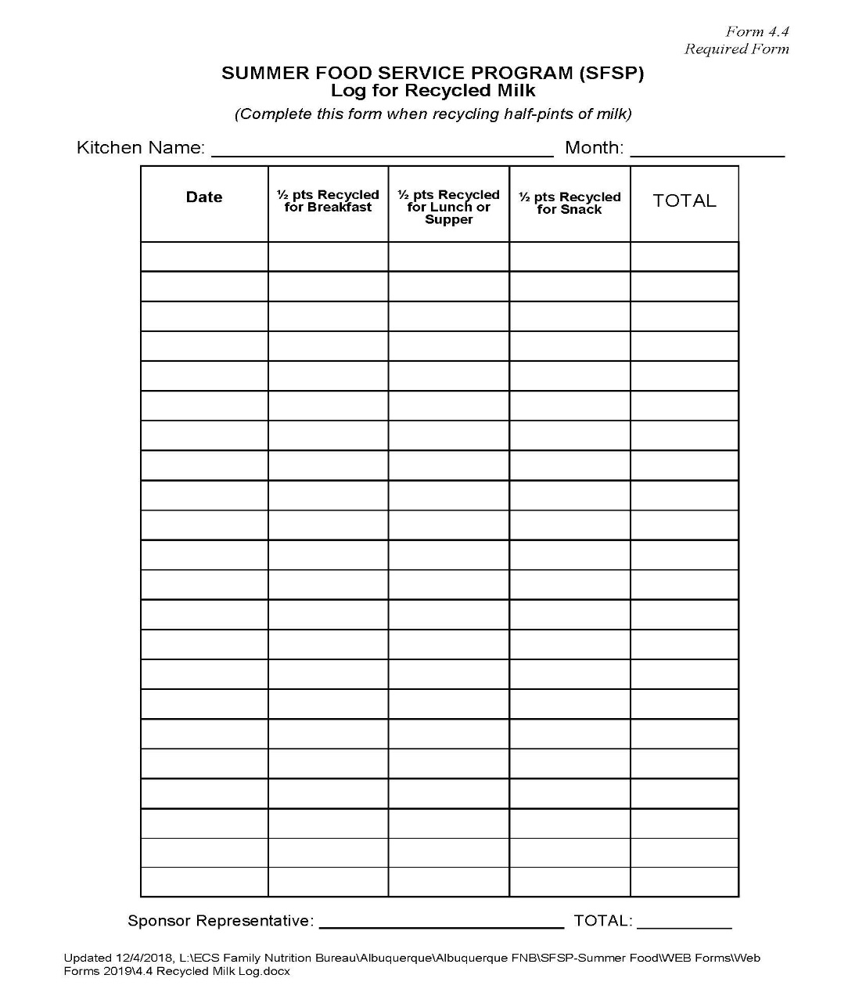 Form 4.4
Required Form
SUMMER FOOD SERVICE PROGRAM (SFSP)
Log for Recycled Milk
(Complete this form when recycling half-pints of milk)
Kitchen Name: Month:
Date
½ pts Recycled
for Breakfast
½ pts Recycled
for Lunch or
Supper
½ pts Recycled
for Snack
TOTAL
Sponsor Representative: TOTAL:
Updated 12/4/2018, L:\ECS Family Nutrition Bureau\Albuquerque\Albuquerque FNB\SFSP-Summer Food\WEB Forms\Web
Forms 2019\4.4 Recycled Milk Log.docx